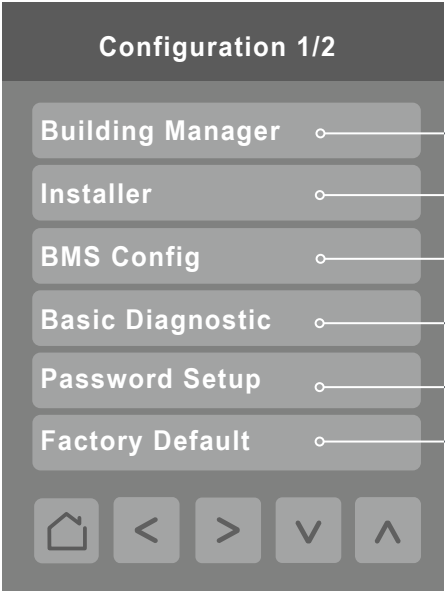 Configuration 1/2
Building Manager
Installer
BMS Config
Basic Diagnostic
Password Setup
Factory Default